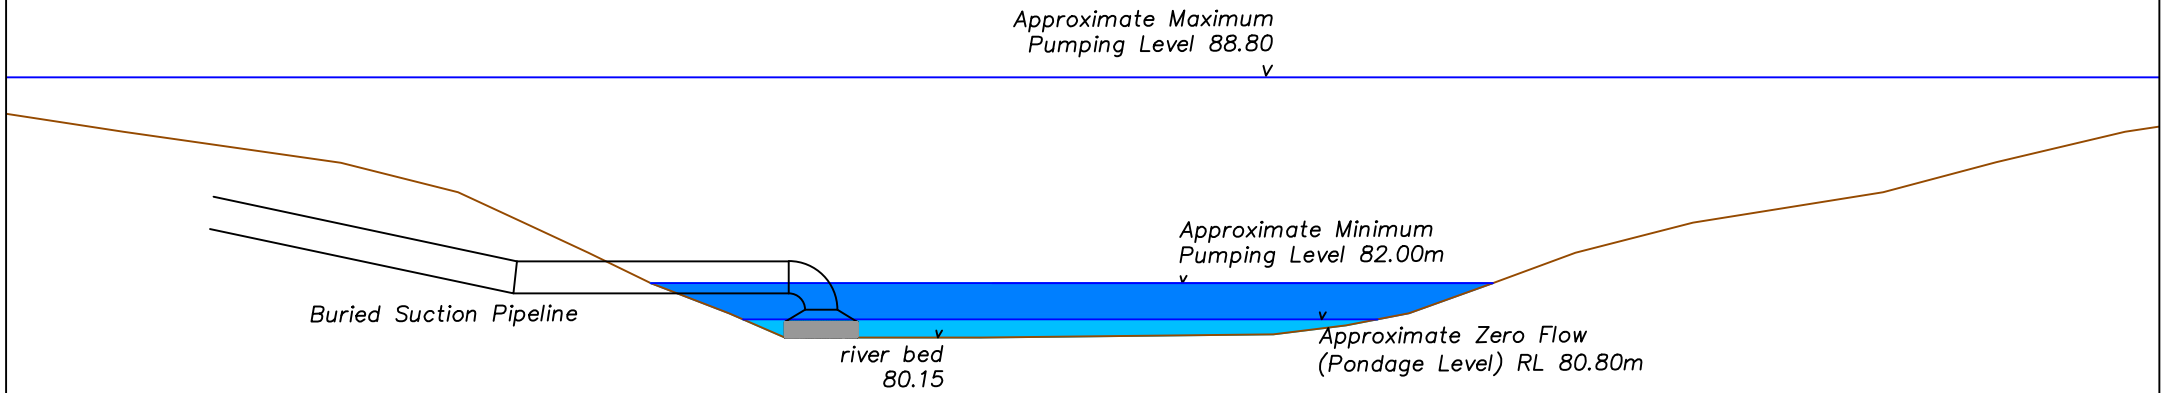 Approximate Maximum
Pumping Level 88.80
Approximate Minimum
Pumping Level 82.00m
Buried Suction Pipeline
Approximate Zero Flow
(Pondage Level) RL 80.80m
river bed
80.15